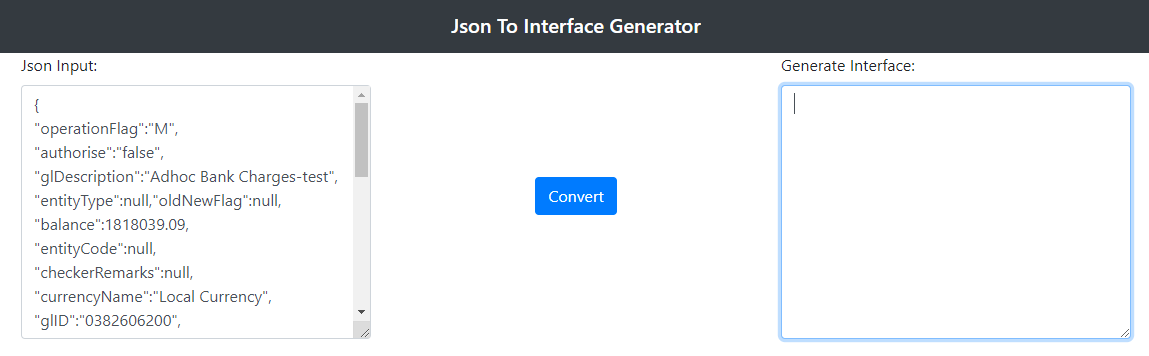 Json To Interface Generator
Json Input:
Generate Interface:
{
"operationFlag":"M",
"authorise":"false",
"glDescription":"Adhoc Bank Charges-test",
"entityType":null,"oldNewFlag":null,
"balance":1818039.09,
"entityCode":null,
"checkerRemarks":null,
"currencyName":"Local Currency",
"glID":"0382606200",
Convert